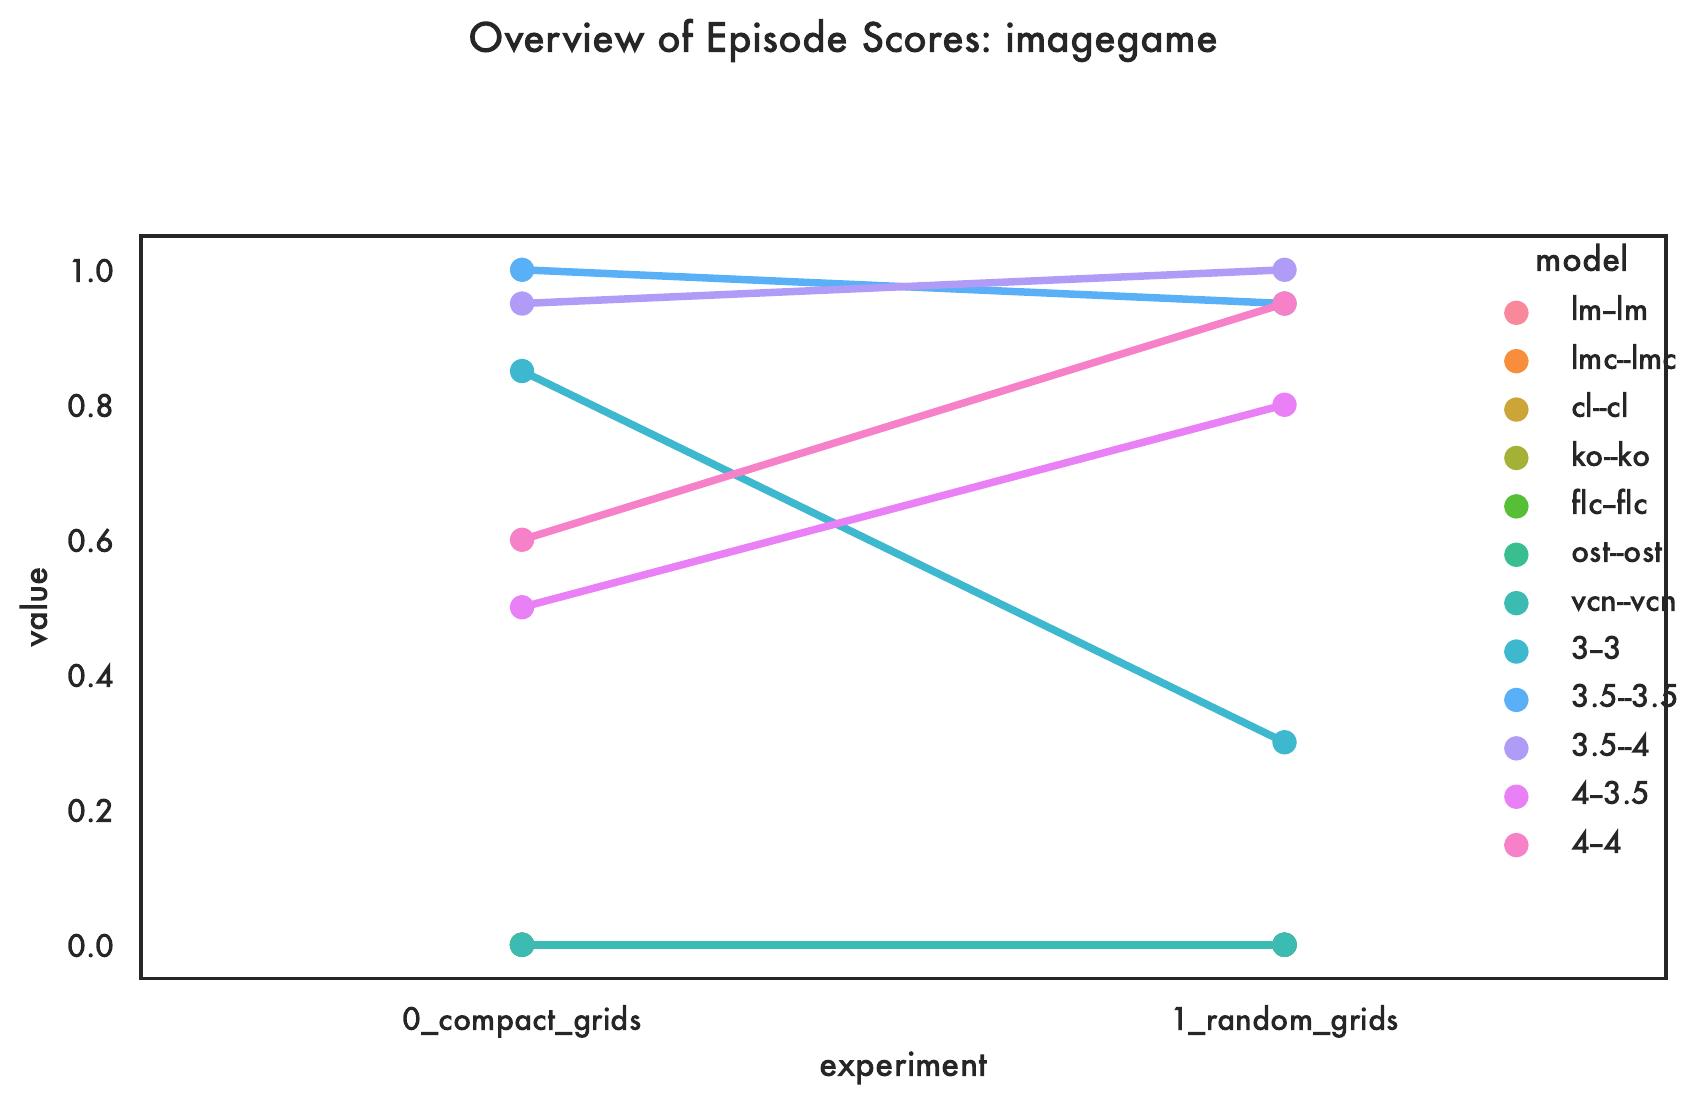 Overview of Episode Scores: imagegame
1.0
0.8
0.6
0.4
0.2
0.0
value
0_compact_grids
1_random_grids
experiment
model
lm–lm
lmc–lmc
cl–cl
ko–ko
flc–flc
ost–ost
vcn–vcn
3–3
3.5–3.5
3.5–4
4–3.5
4–4